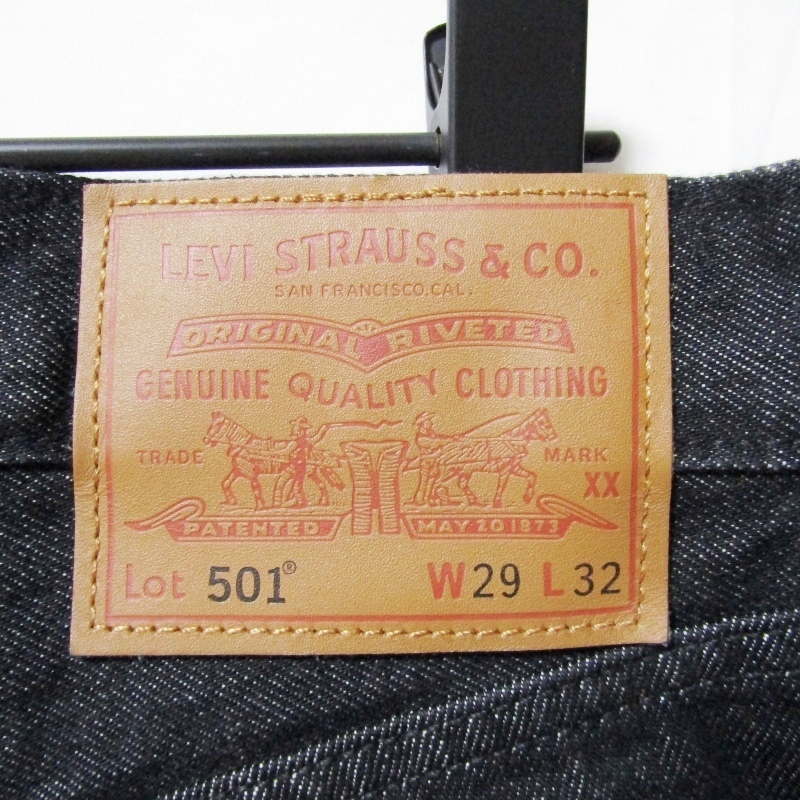 LEVI STRAUSS & CO.
SAN FRANCISCO, CAL.
ORIGINAL RIVETED
GENUINE QUALITY CLOTHING
TRADE MARK
XX
PATENTED MAY 20 1873
Lot 501® W29 L32